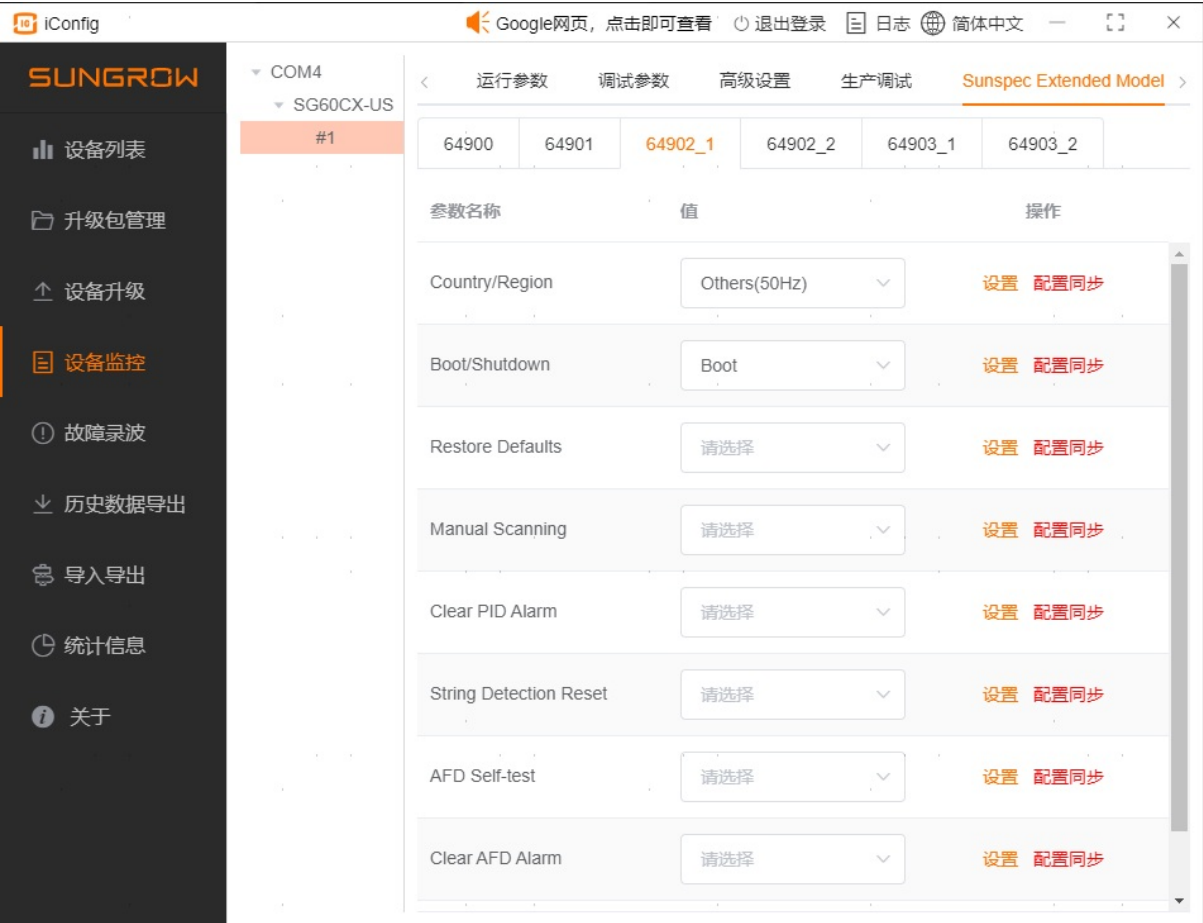 iConfig
Google网页，点击即可查看 退出登录 日志 简体中文
SUNGROW
设备列表
升级包管理
设备升级
设备监控
故障录波
历史数据导出
导入导出
统计信息
关于
COM4
SG60CX-US
#1
运行参数 调试参数 高级设置 生产调试 Sunspec Extended Model
64900 64901 64902_1 64902_2 64903_1 64903_2
参数名称 值 操作
Country/Region Others(50Hz) 设置 配置同步
Boot/Shutdown Boot 设置 配置同步
Restore Defaults 请选择 设置 配置同步
Manual Scanning 请选择 设置 配置同步
Clear PID Alarm 请选择 设置 配置同步
String Detection Reset 请选择 设置 配置同步
AFD Self-test 请选择 设置 配置同步
Clear AFD Alarm 请选择 设置 配置同步